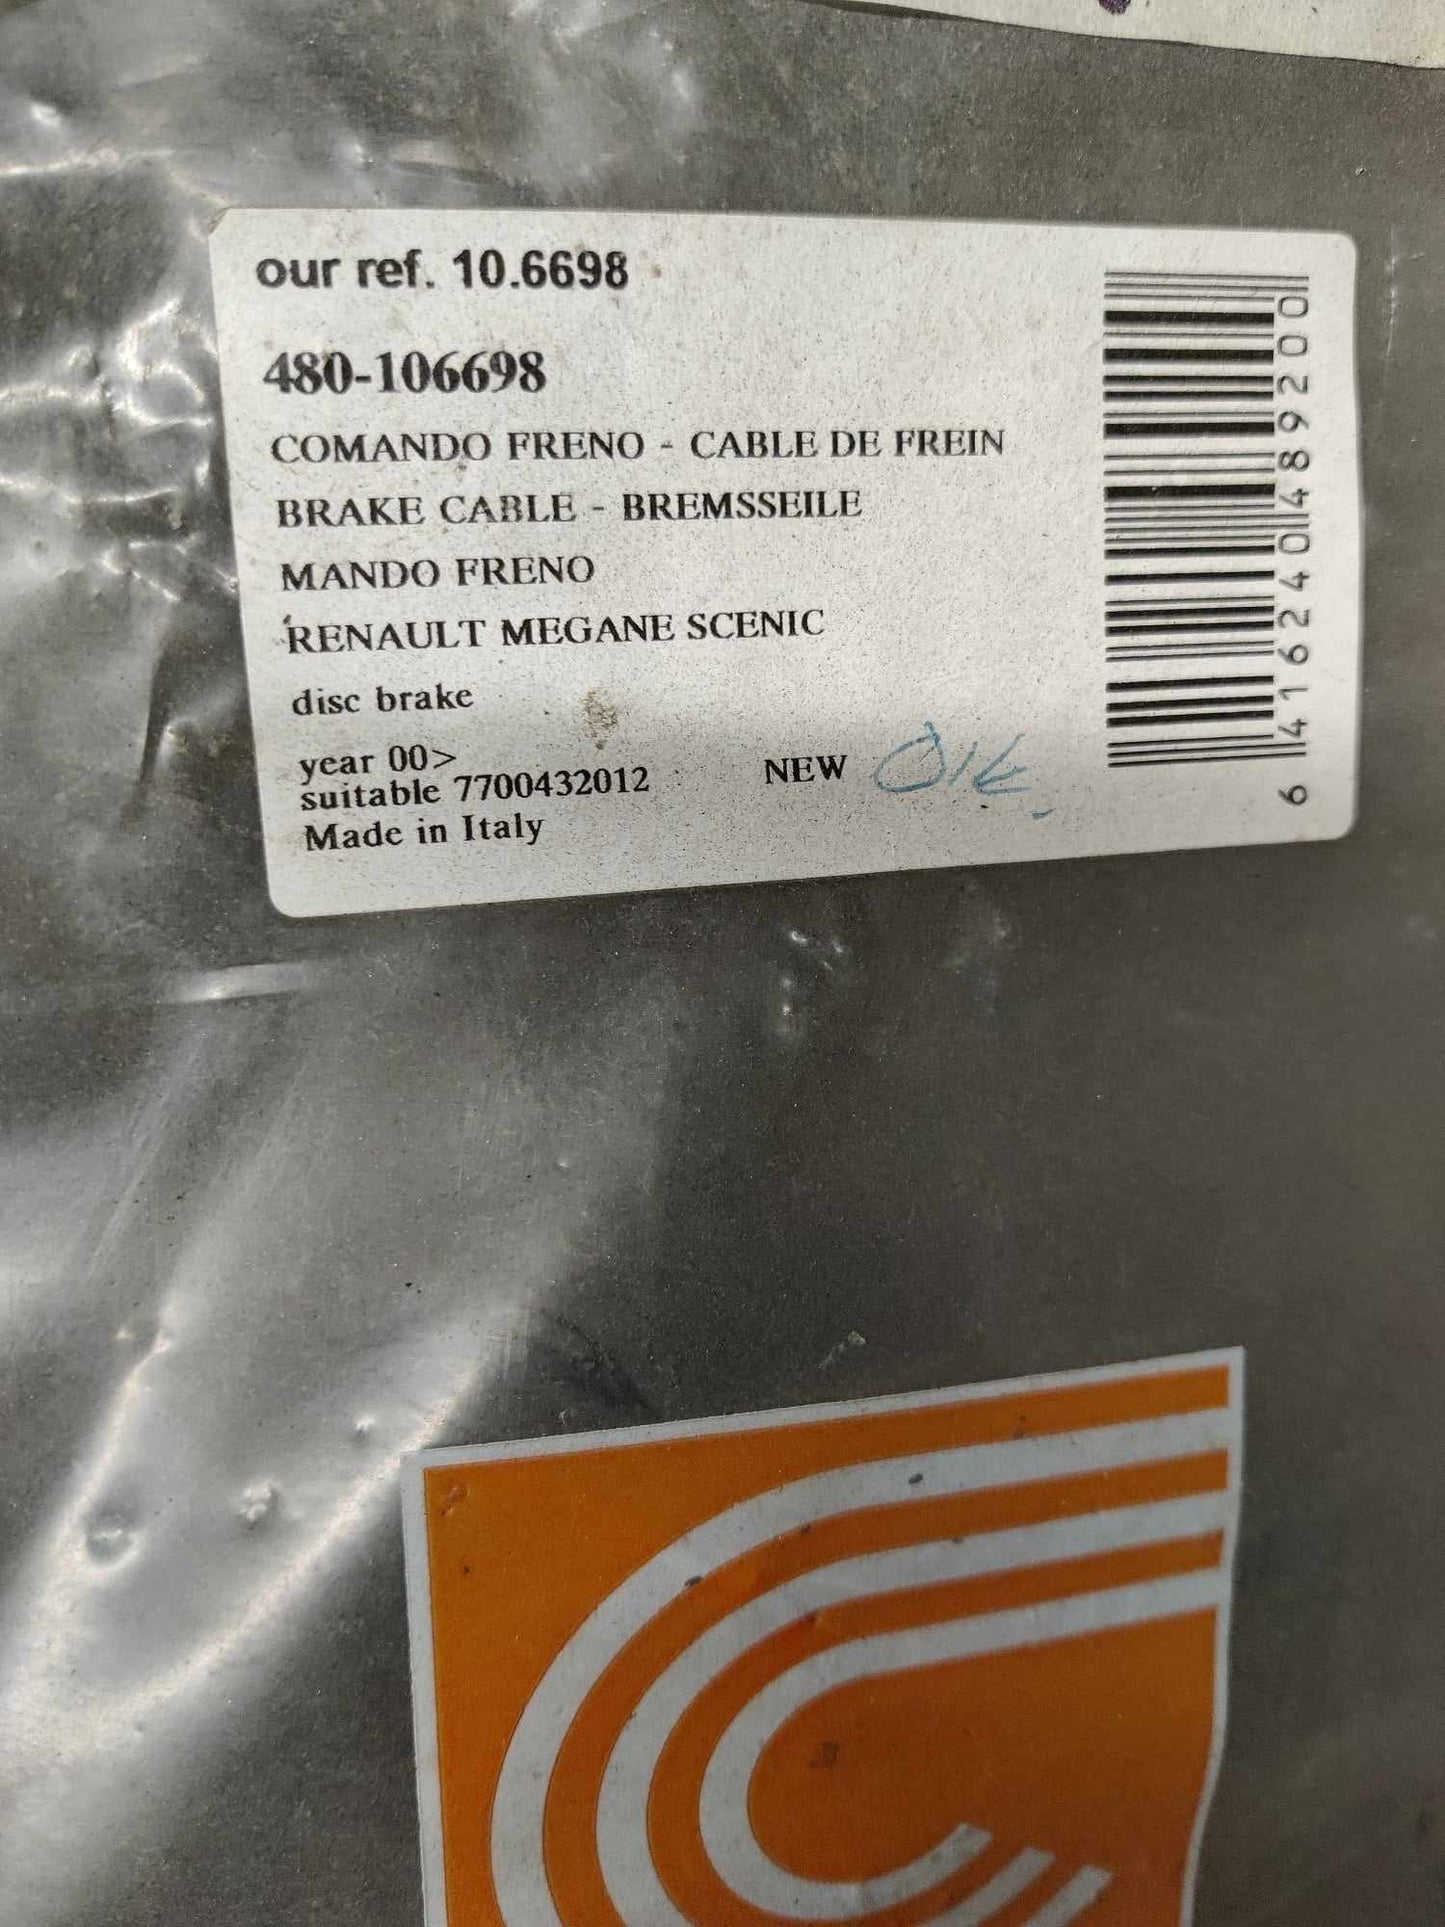 our ref. 10.6698
480-106698
COMANDO FRENO - CABLE DE FREIN
BRAKE CABLE - BREMSSEILE
MANDO FRENO
RENAULT MEGANE SCENIC
disc brake
year 00>
suitable 7700432012
NEW
Made in Italy
6416240489200